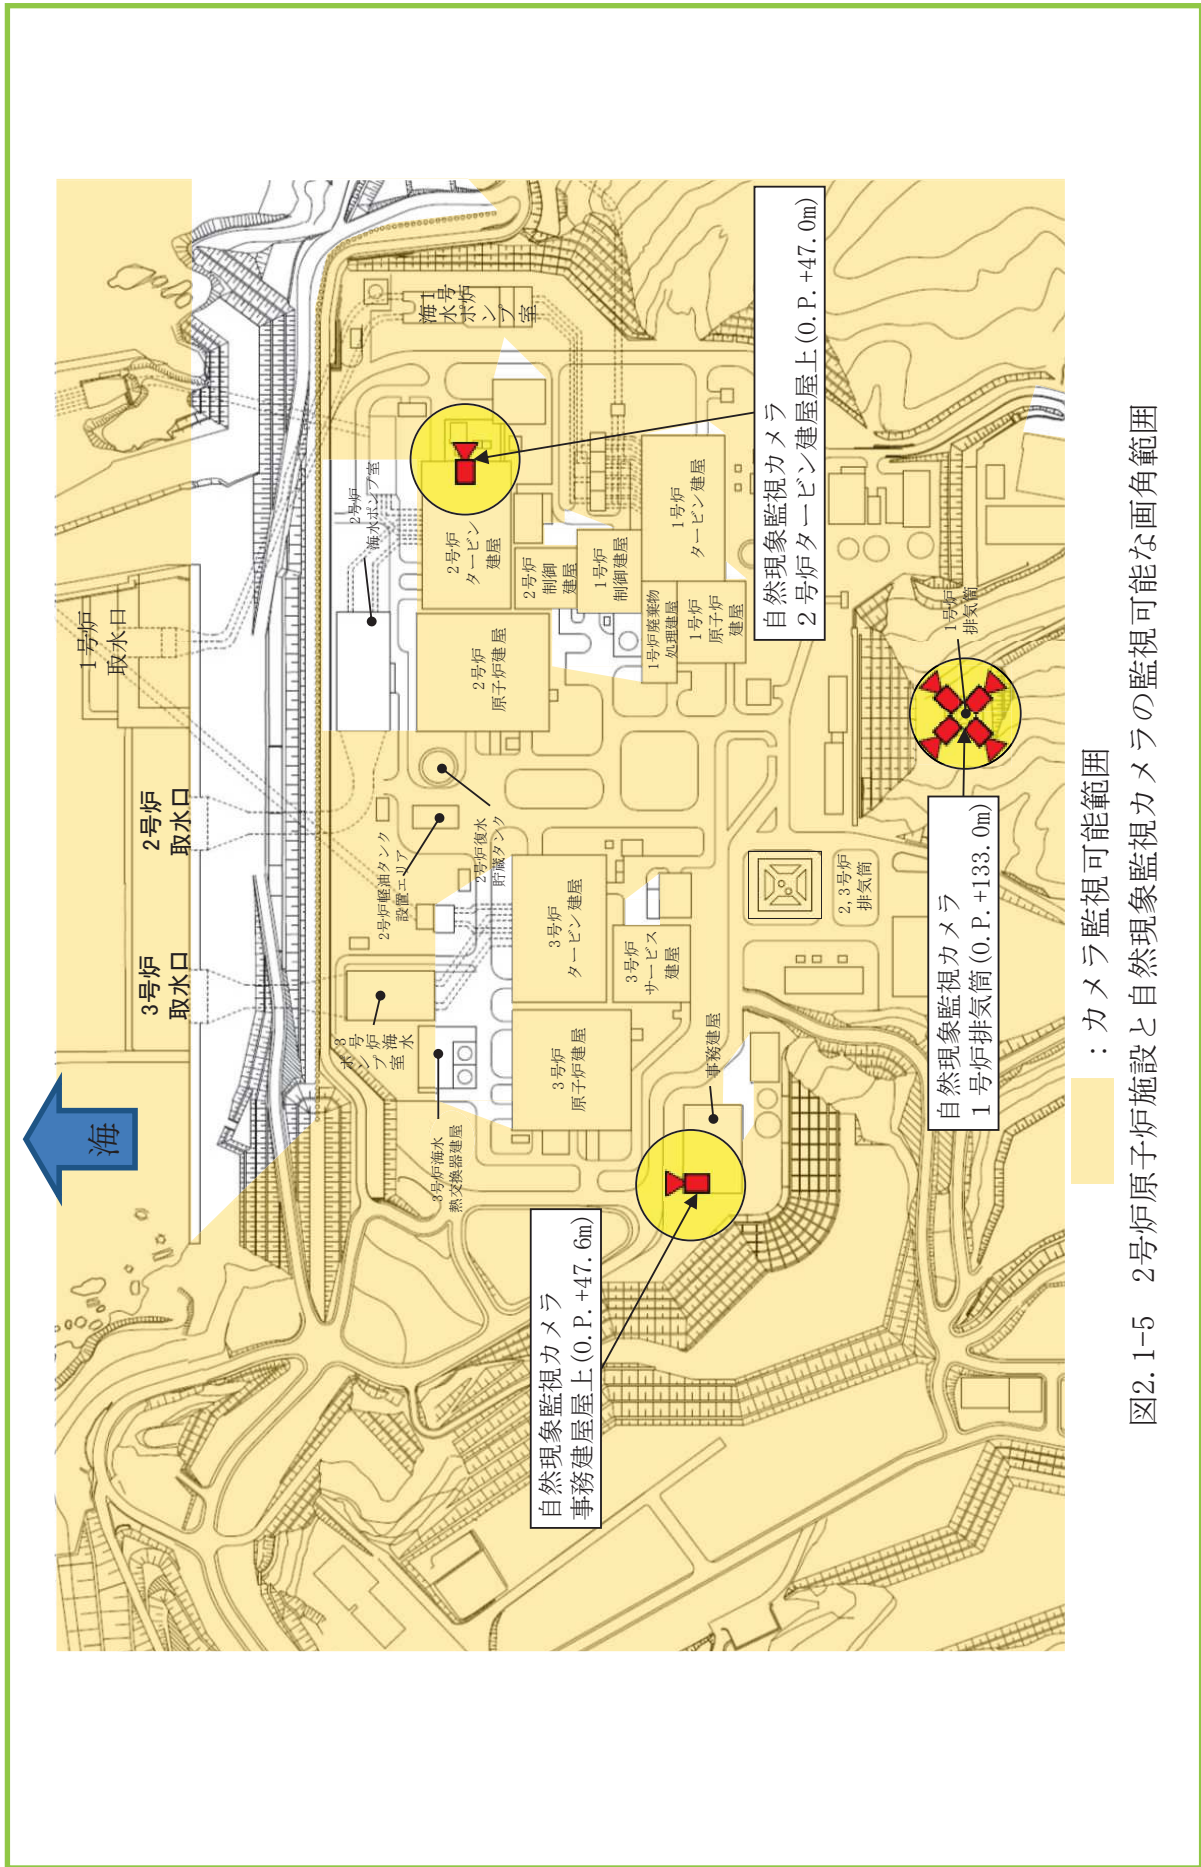 海
3号炉
取水口
2号炉
取水口
1号炉
取水口
3号炉海水
ポンプ室
3号炉海水
熱交換器建屋
2号炉軽油タンク
設置エリア
2号炉復水
貯蔵タンク
2号炉
海水ポンプ室
1号炉
海水ポンプ室
3号炉
原子炉建屋
3号炉
タービン建屋
3号炉
サービス
建屋
2号炉
原子炉建屋
2号炉
タービン
建屋
2号炉
制御
建屋
1号炉
制御建屋
1号炉廃棄物
処理建屋
1号炉
原子炉
建屋
1号炉
タービン建屋
事務建屋
2,3号炉
排気筒
1号炉
排気筒
自然現象監視カメラ
事務建屋屋上(O.P.+47.6m)
自然現象監視カメラ
1号炉排気筒(O.P.+133.0m)
自然現象監視カメラ
2号炉タービン建屋屋上(O.P.+47.0m)
：カメラ監視可能範囲
図2.1-5 2号炉原子炉施設と自然現象監視カメラの監視可能な画角範囲